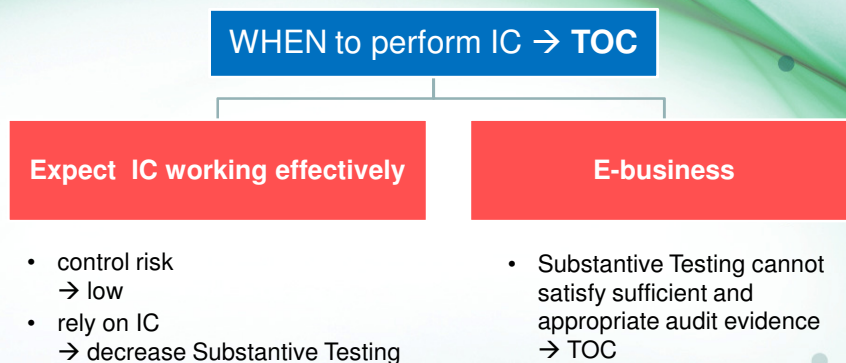 WHEN to perform IC → TOC
Expect IC working effectively
• control risk
→ low
• rely on IC
→ decrease Substantive Testing
E-business
• Substantive Testing cannot
satisfy sufficient and
appropriate audit evidence
→ TOC